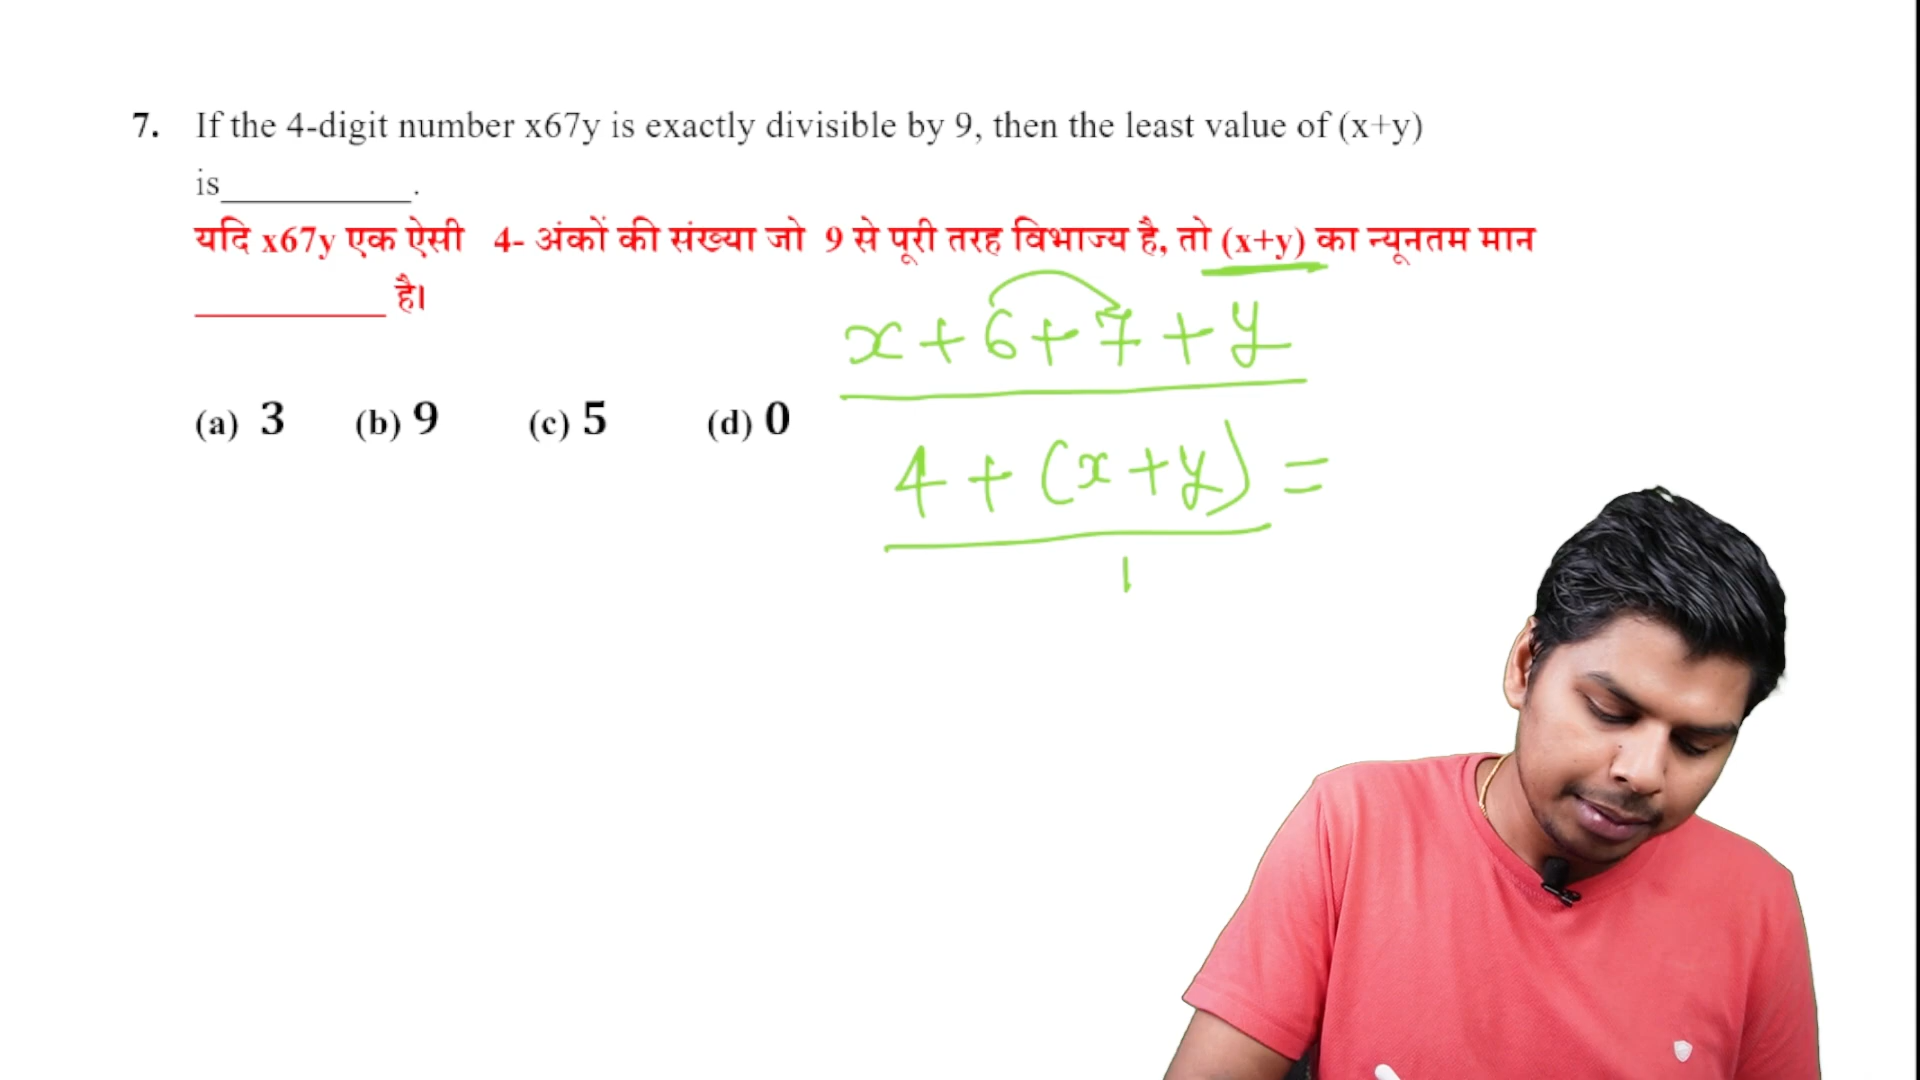 7. If the 4-digit number x67y is exactly divisible by 9, then the least value of (x+y)
is__________.
यदि x67y एक ऐसी 4- अंकों की संख्या जो 9 से पूरी तरह विभाज्य है, तो (x+y) का न्यूनतम मान
__________ है।
x+6+7+y
(a) 3 (b) 9 (c) 5 (d) 0
4+(x+y)=
1